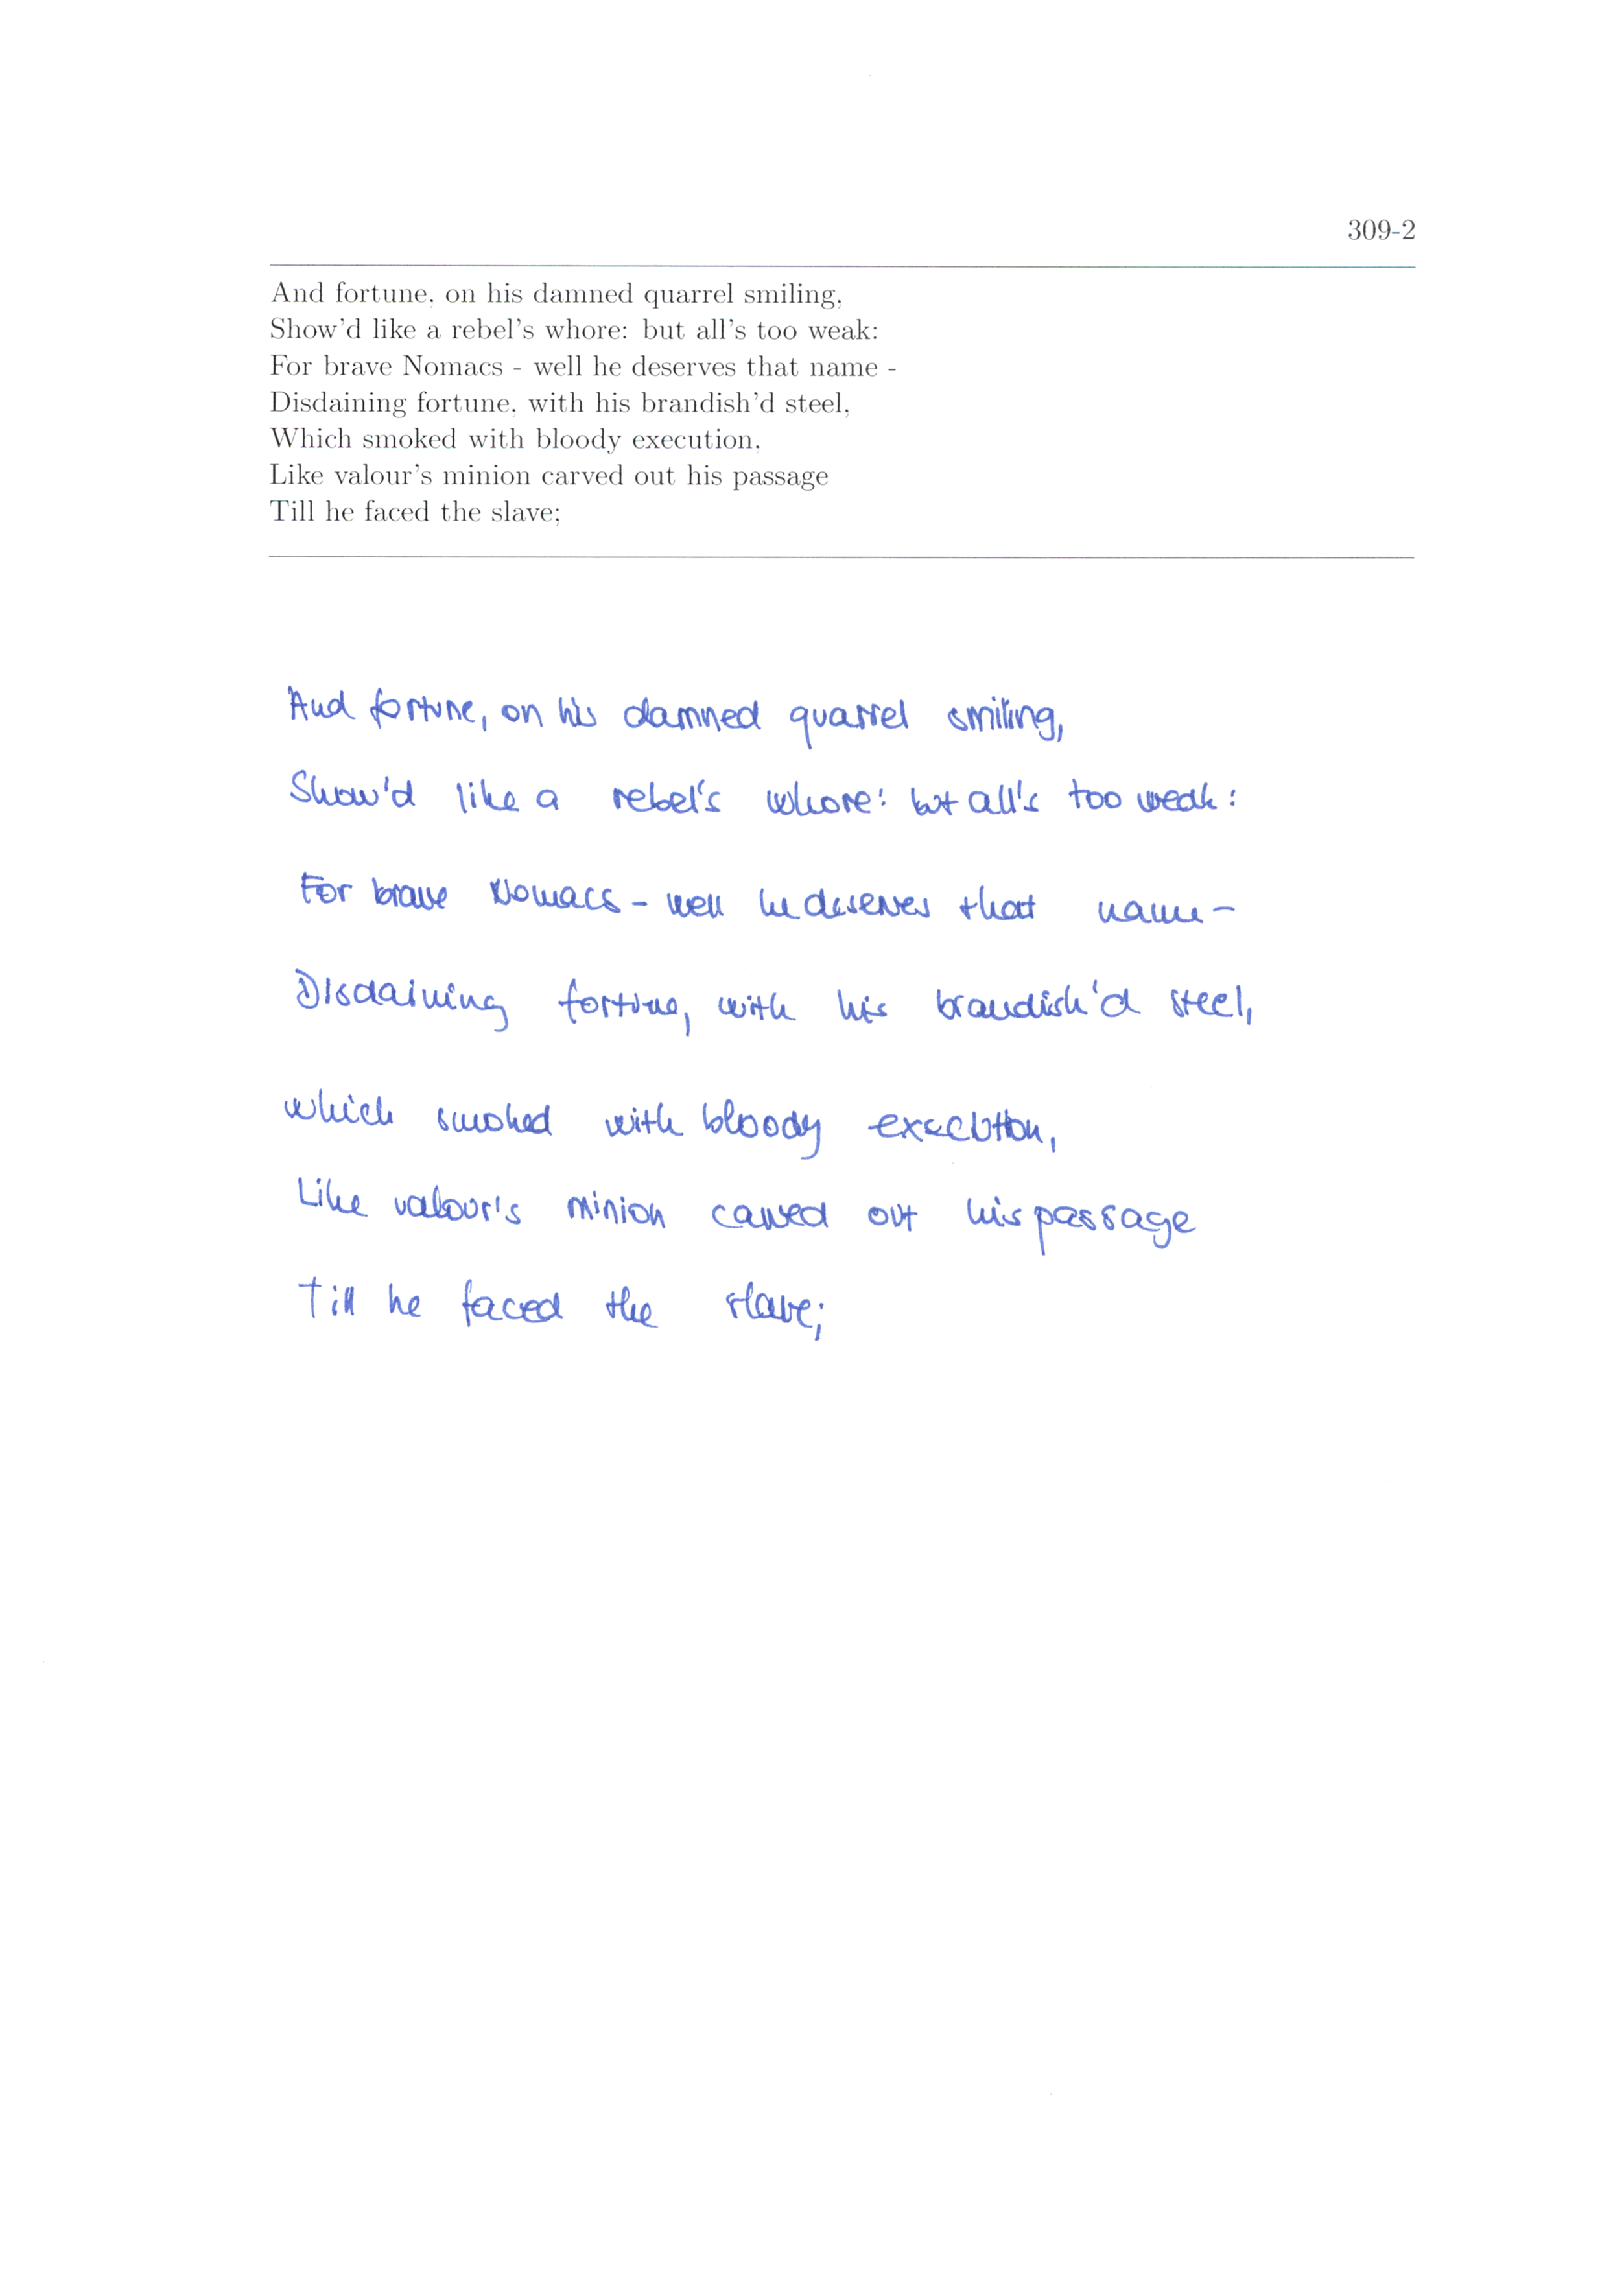 309-2
And fortune, on his damned quarrel smiling,
Show'd like a rebel's whore: but all's too weak:
For brave Nomacs - well he deserves that name -
Disdaining fortune, with his brandish'd steel,
Which smoked with bloody execution,
Like valour's minion carved out his passage
Till he faced the slave;
And fortune, on his damned quarrel smiling,
Show'd like a rebel's whore: but all's too weak:
For brave Nomacs - well he deserves that name -
Disdaining fortune, with his brandish'd steel,
which smoked with bloody execution,
Like valour's minion carved out his passage
Till he faced the slave;